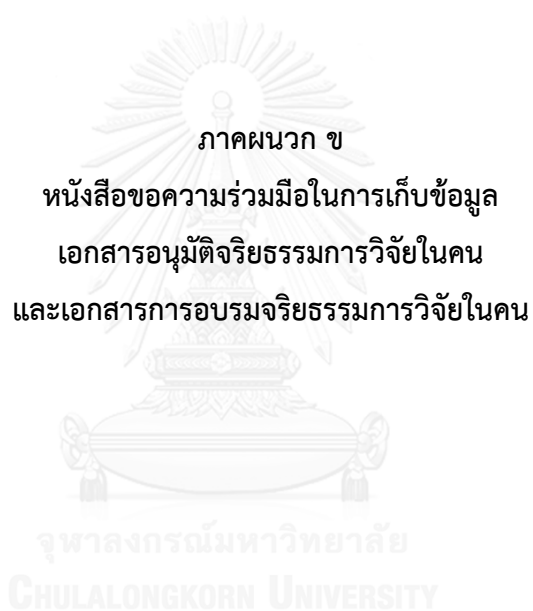 ภาคผนวก ข
หนังสือขอความร่วมมือในการเก็บข้อมูล
เอกสารอนุมัติจริยธรรมการวิจัยในคน
และเอกสารการอบรมจริยธรรมการวิจัยในคน
จุฬาลงกรณ์มหาวิทยาลัย
CHULALONGKORN UNIVERSITY